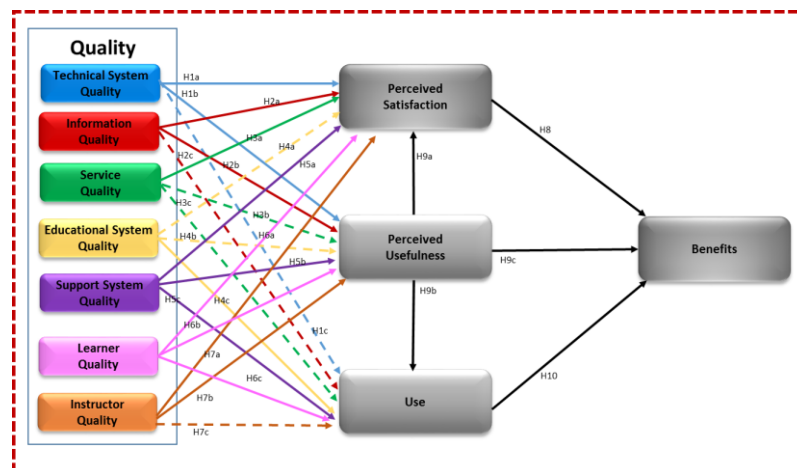 Quality
Technical System
Quality
Information
Quality
Service
Quality
Educational System
Quality
Support System
Quality
Learner
Quality
Instructor
Quality
H1a
H1b
H2a
H3a
H4a
H2c
H2b
H5a
H3c
H3b
H4b
H6a
H5b
H5c
H4c
H6b
H1c
H7a
H6c
H7b
H7c
Perceived
Satisfaction
H9a
Perceived
Usefulness
H9b
Use
H8
H9c
H10
Benefits